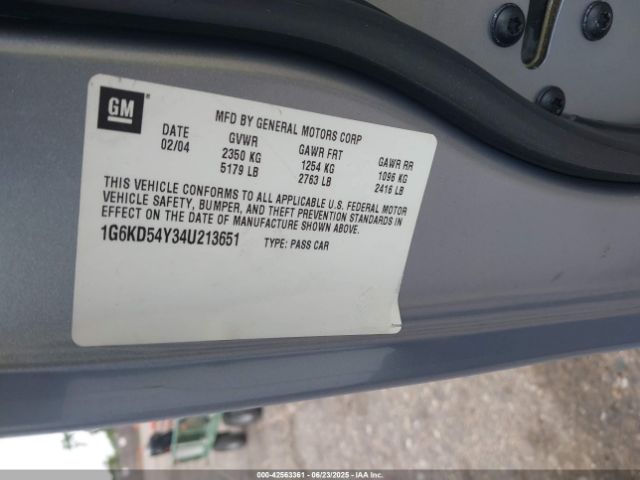 GM
MFD BY GENERAL MOTORS CORP
DATE GVWR GAWR FRT GAWR RR
02/04 2350 KG 1254 KG 1096 KG
5179 LB 2763 LB 2416 LB
THIS VEHICLE CONFORMS TO ALL APPLICABLE U.S. FEDERAL MOTOR
VEHICLE SAFETY, BUMPER, AND THEFT PREVENTION STANDARDS IN
EFFECT ON THE DATE OF MANUFACTURE SHOWN ABOVE.
1G6KD54Y34U213651 TYPE: PASS CAR
000-42563361 - 06/23/2025 - IAA Copyright